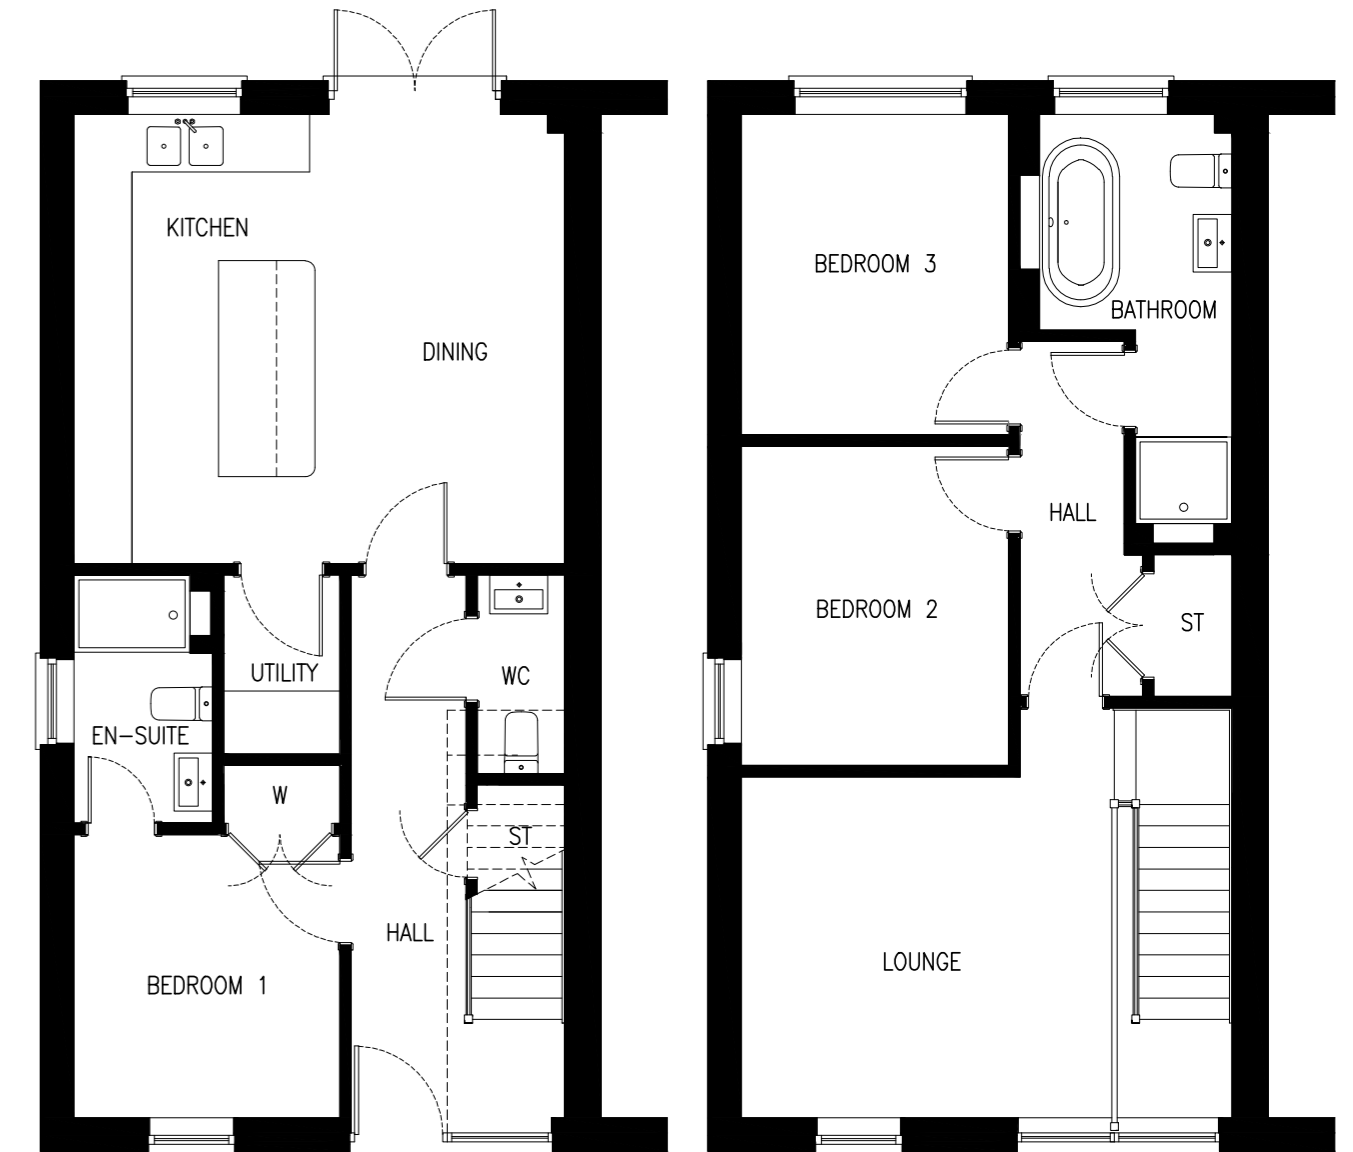 KITCHEN
DINING
UTILITY
WC
EN-SUITE
W
ST
HALL
BEDROOM 1
BEDROOM 3
BATHROOM
HALL
BEDROOM 2
ST
LOUNGE